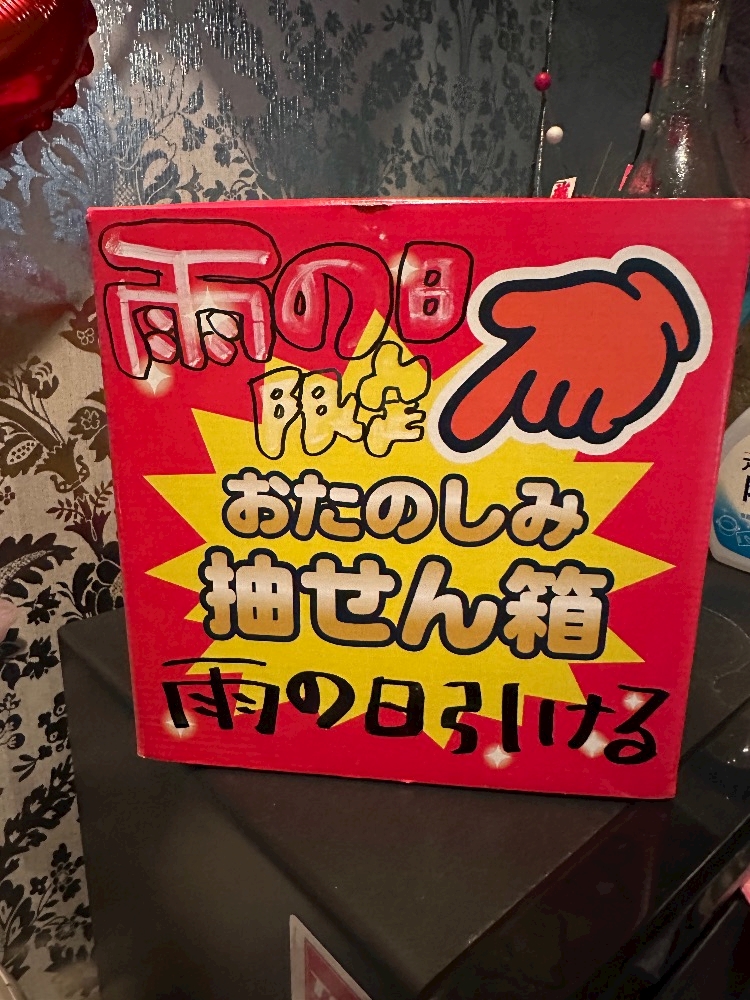 雨の日
限定
おたのしみ
抽せん箱
雨の日引ける